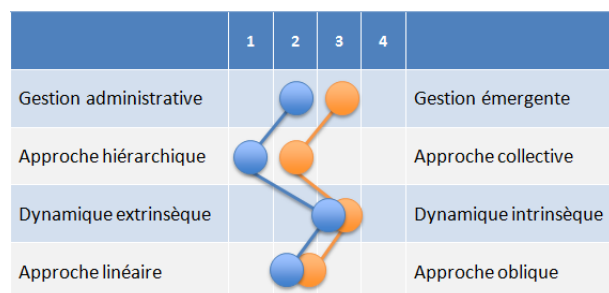 1 2 3 4
Gestion administrative Gestion émergente
Approche hiérarchique Approche collective
Dynamique extrinsèque Dynamique intrinsèque
Approche linéaire Approche oblique